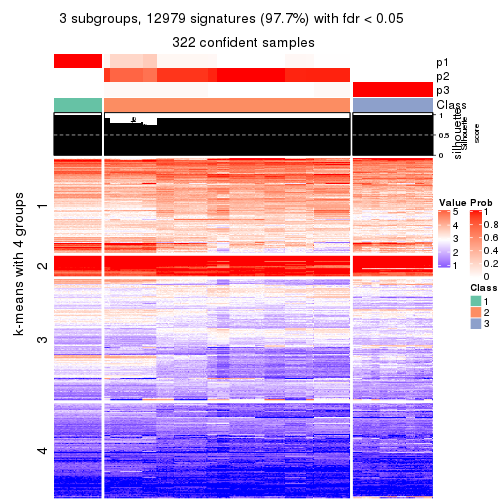 3 subgroups, 12979 signatures (97.7%) with fdr < 0.05
322 confident samples
p1
p2
p3
Class
silhouette
Silhouette
score
1
0.5
0
k-means with 4 groups
1
2
3
4
Value
5
4
3
2
1
Prob
1
0.8
0.6
0.4
0.2
0
Class
1
2
3